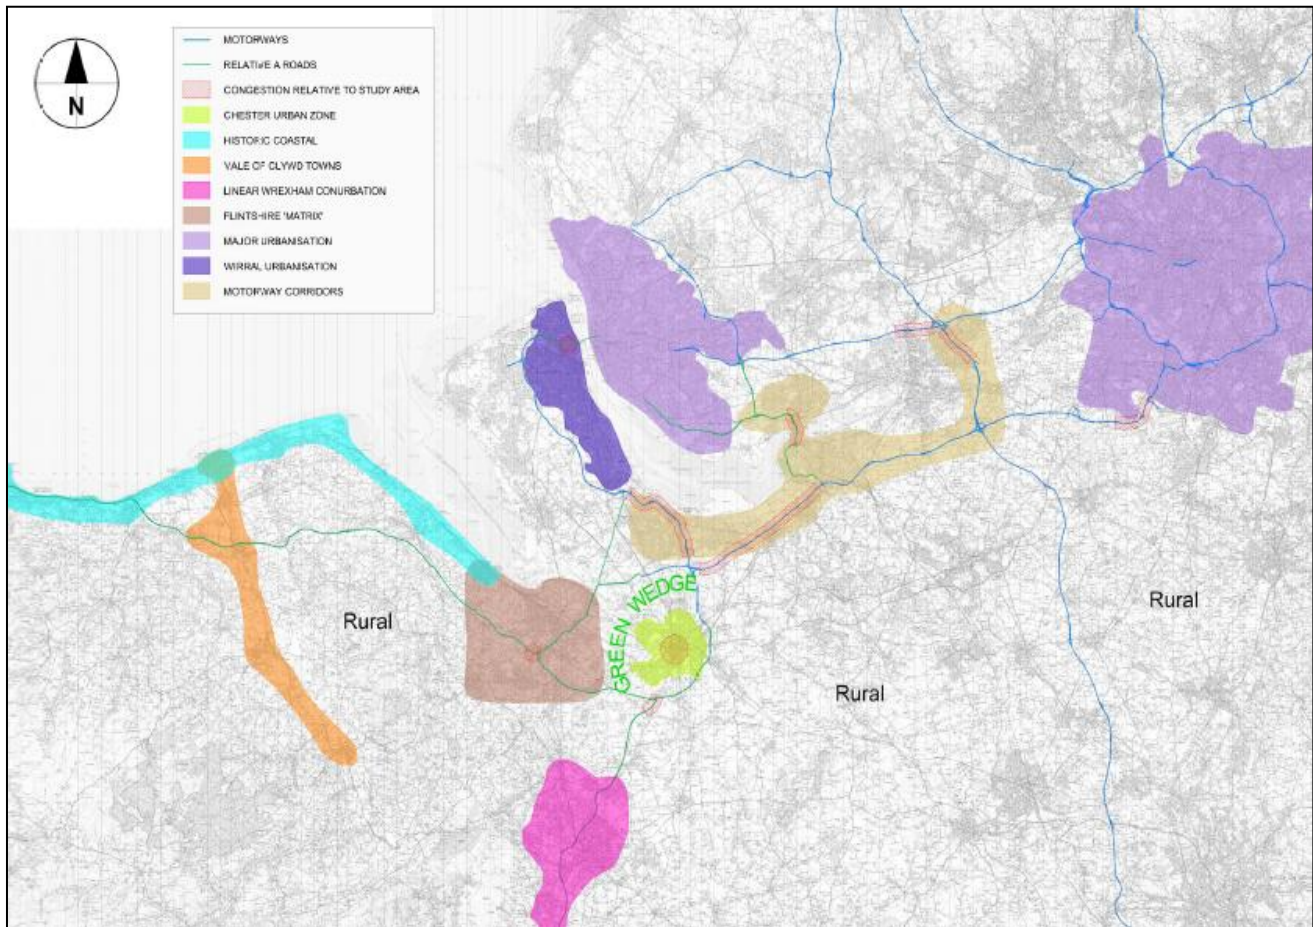 N
MOTORWAYS
RELATIVE A ROADS
CONGESTION RELATIVE TO STUDY AREA
CHESTER URBAN ZONE
HISTORIC COASTAL
VALE OF CLYWD TOWNS
LINEAR WREXHAM CONURBATION
FLINTSHIRE 'MATRIX'
MAJOR URBANISATION
WIRRAL URBANISATION
MOTORWAY CORRIDORS
GREEN WEDGE
Rural
Rural
Rural